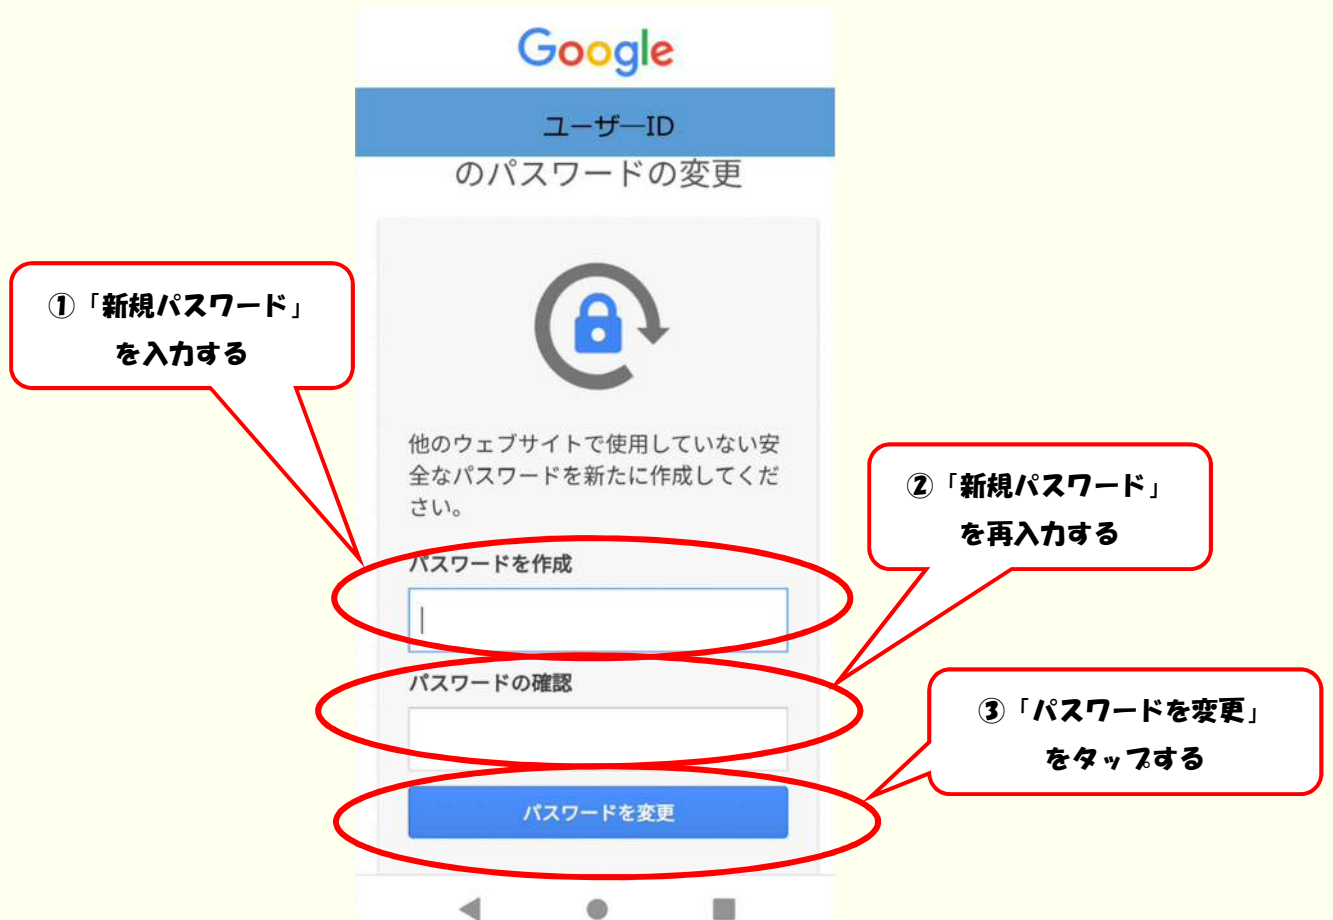 Google
ユーザーID
のパスワードの変更
①「新規パスワード」
を入力する
他のウェブサイトで使用していない安
全なパスワードを新たに作成してくだ
さい。
②「新規パスワード」
を再入力する
パスワードを作成
パスワードの確認
③「パスワードを変更」
をタップする
パスワードを変更